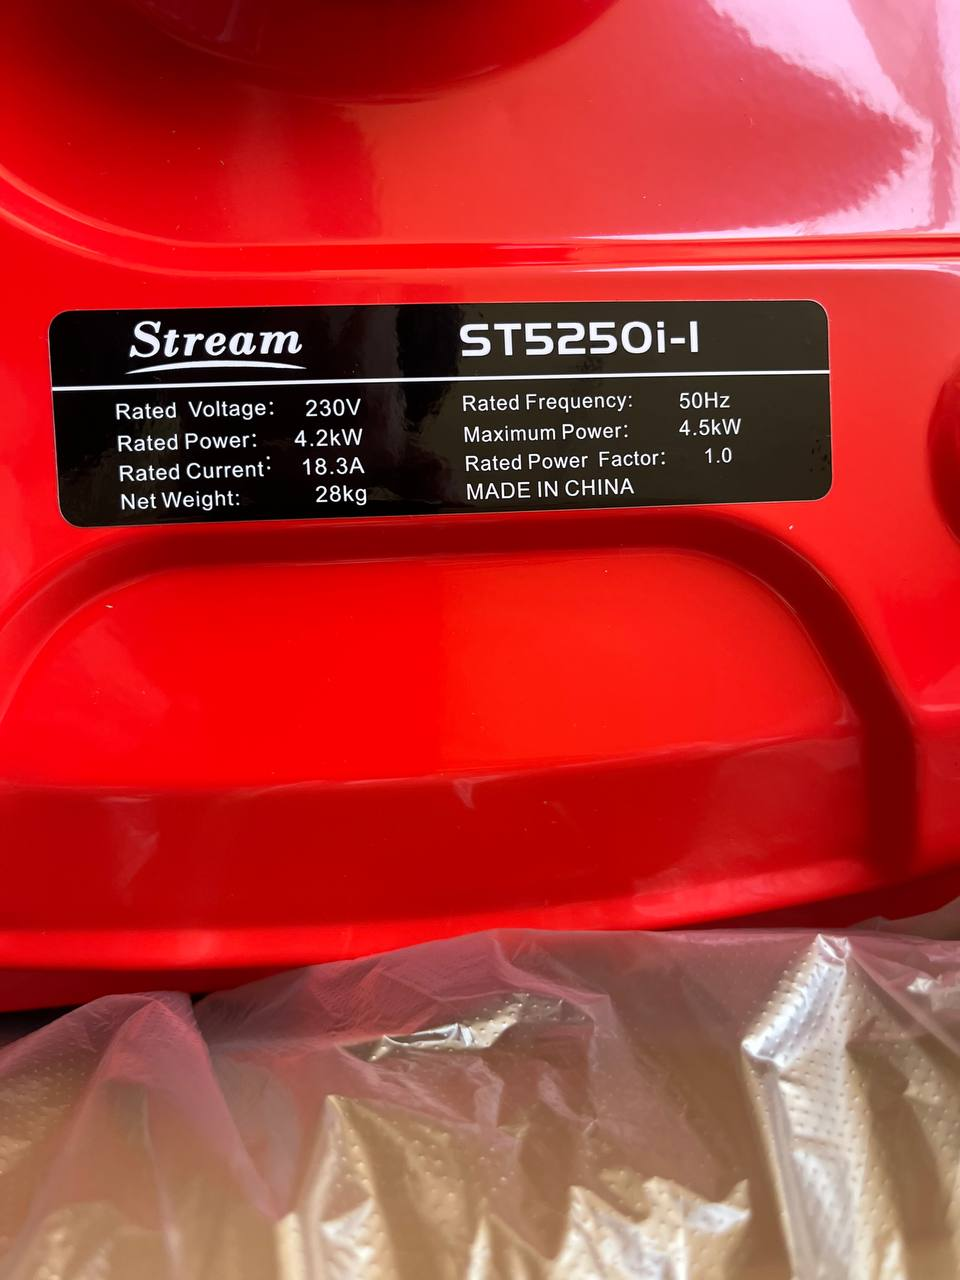 Stream ST5250i-I
Rated Voltage: 230V Rated Frequency: 50Hz
Rated Power: 4.2kW Maximum Power: 4.5kW
Rated Current: 18.3A Rated Power Factor: 1.0
Net Weight: 28kg MADE IN CHINA